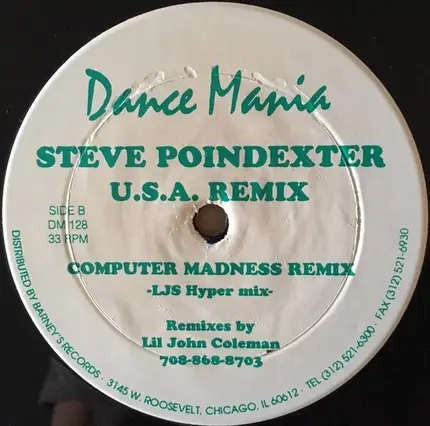 Dance Mania
STEVE POINDEXTER
U.S.A. REMIX
SIDE B
DM 128
33 RPM
COMPUTER MADNESS REMIX
-LJS Hyper mix-
Remixes by
Lil John Coleman
708-868-8703
DISTRIBUTED BY BARNEY'S RECORDS · 3145 W. ROOSEVELT, CHICAGO, IL 60612 · TEL (312) 521-6300 · FAX (312) 521-6930